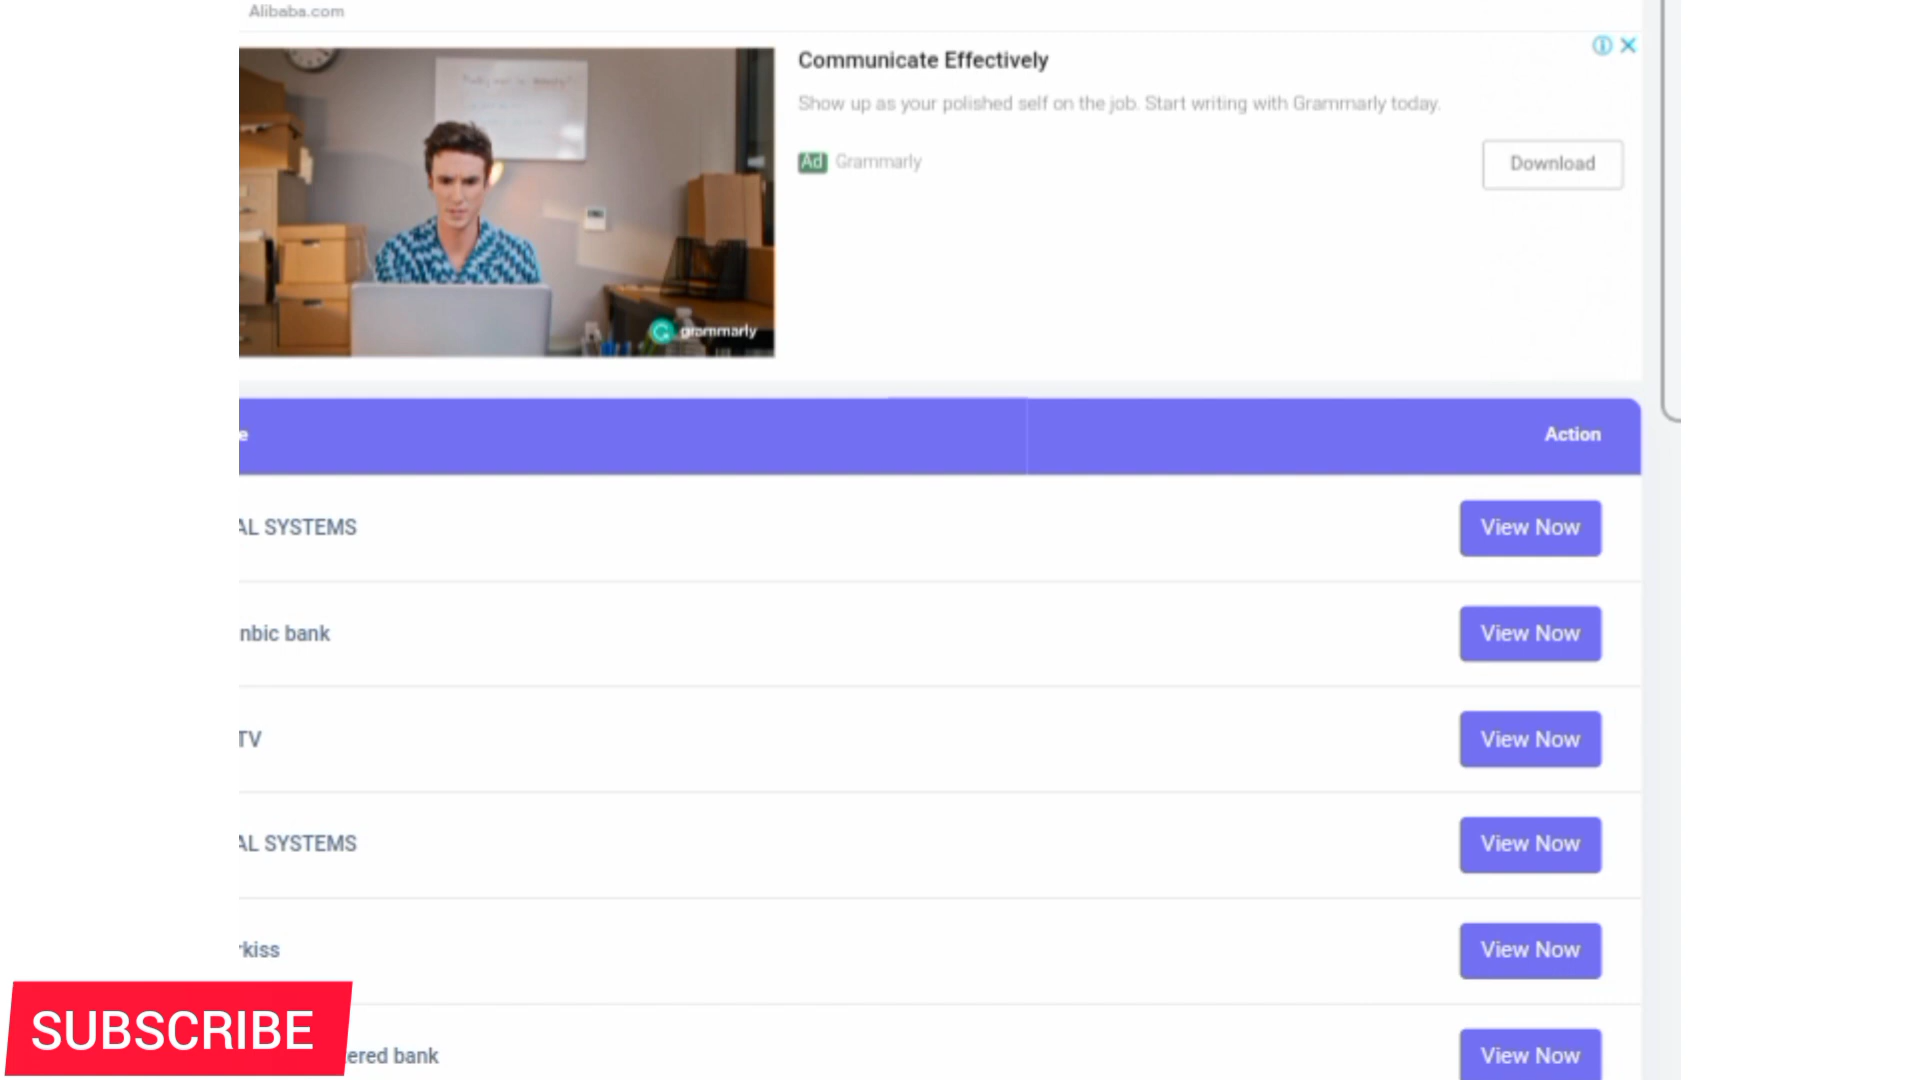 Alibaba.com
Communicate Effectively
Show up as your polished self on the job. Start writing with Grammarly today.
Ad Grammarly
Download
grammarly
e Action
AL SYSTEMS View Now
nbic bank View Now
TV View Now
AL SYSTEMS View Now
rkiss View Now
SUBSCRIBE
ered bank View Now